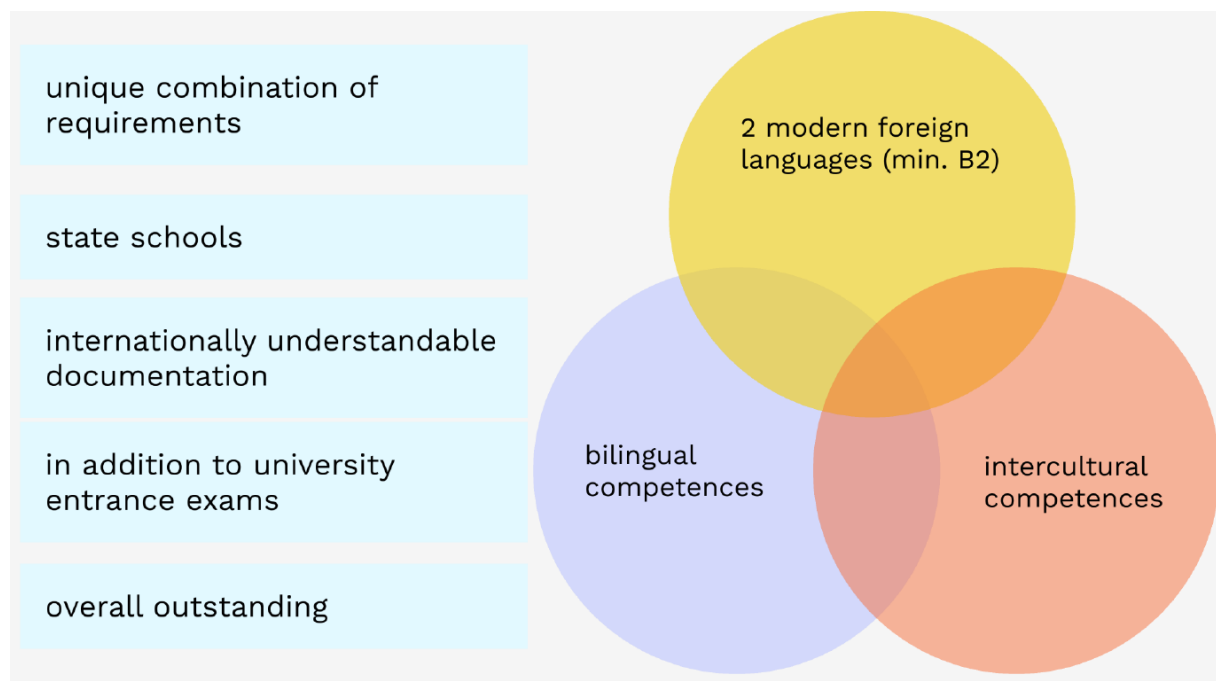 unique combination of
requirements
state schools
internationally understandable
documentation
in addition to university
entrance exams
overall outstanding
2 modern foreign
languages (min. B2)
bilingual
competences
intercultural
competences